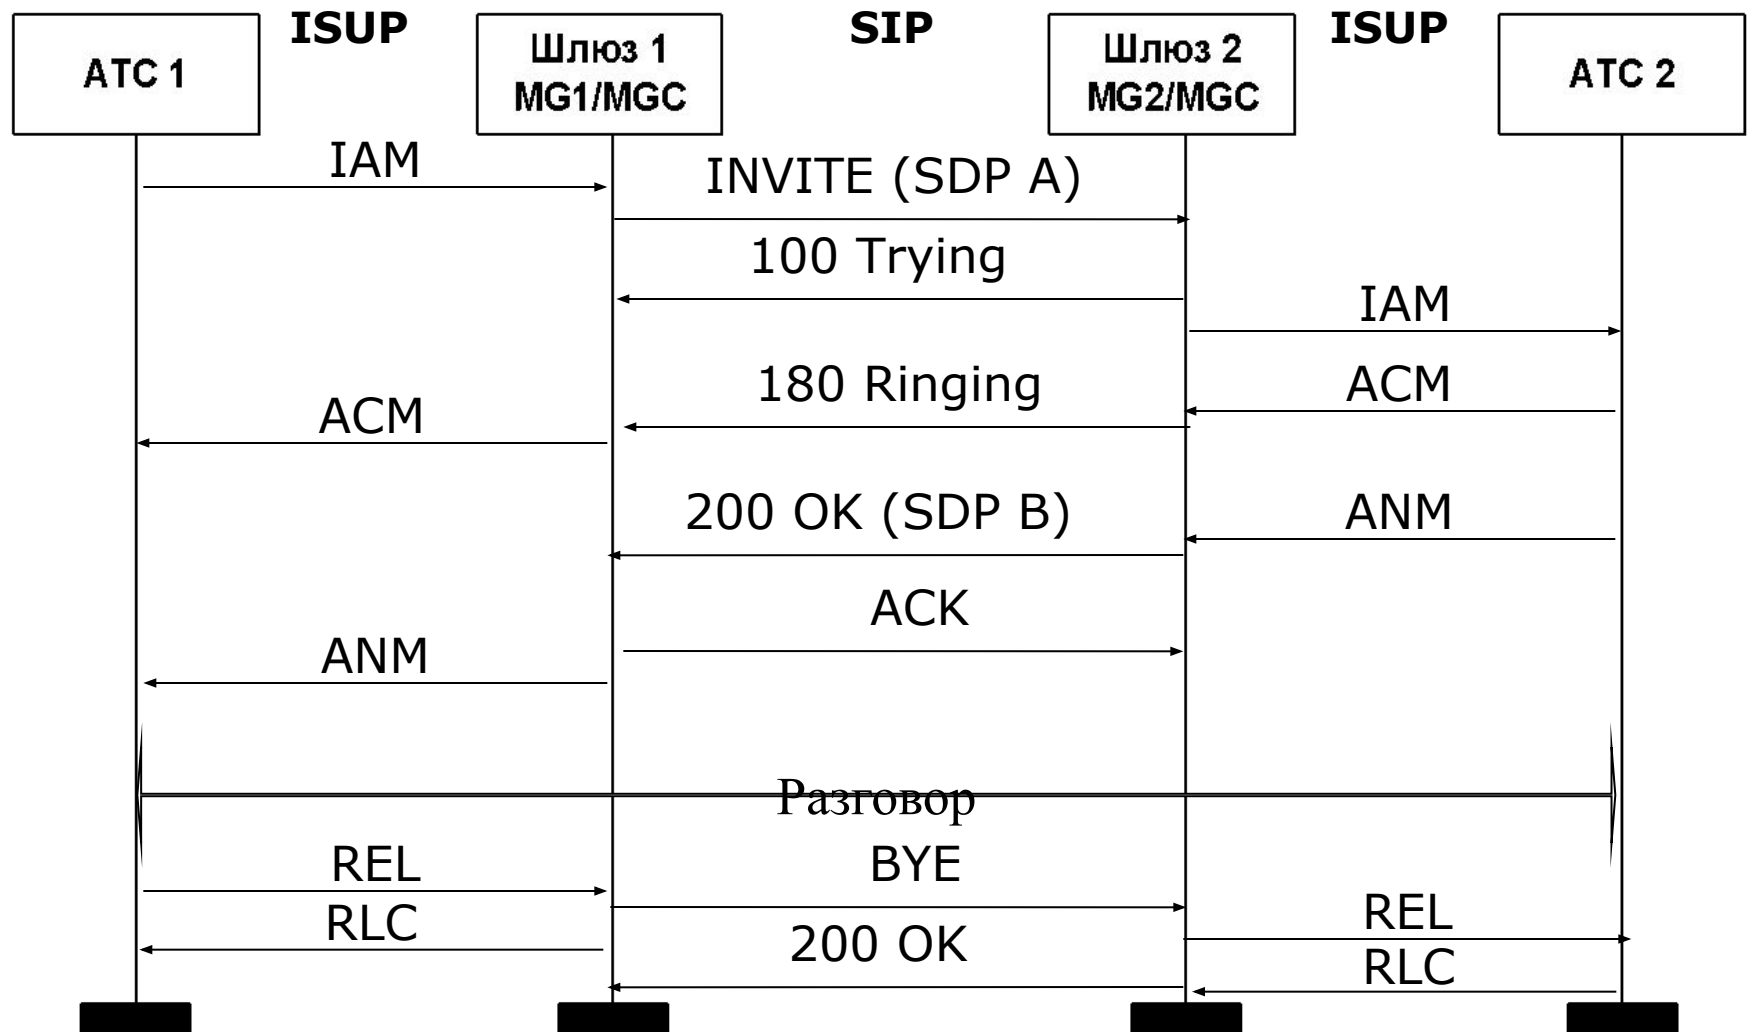 ISUP
SIP
ISUP
АТС 1
Шлюз 1
MG1/MGC
Шлюз 2
MG2/MGC
АТС 2
IAM
INVITE (SDP A)
100 Trying
IAM
180 Ringing
ACM
ACM
200 OK (SDP B)
ANM
ACK
ANM
Разговор
REL
BYE
RLC
REL
200 OK
RLC